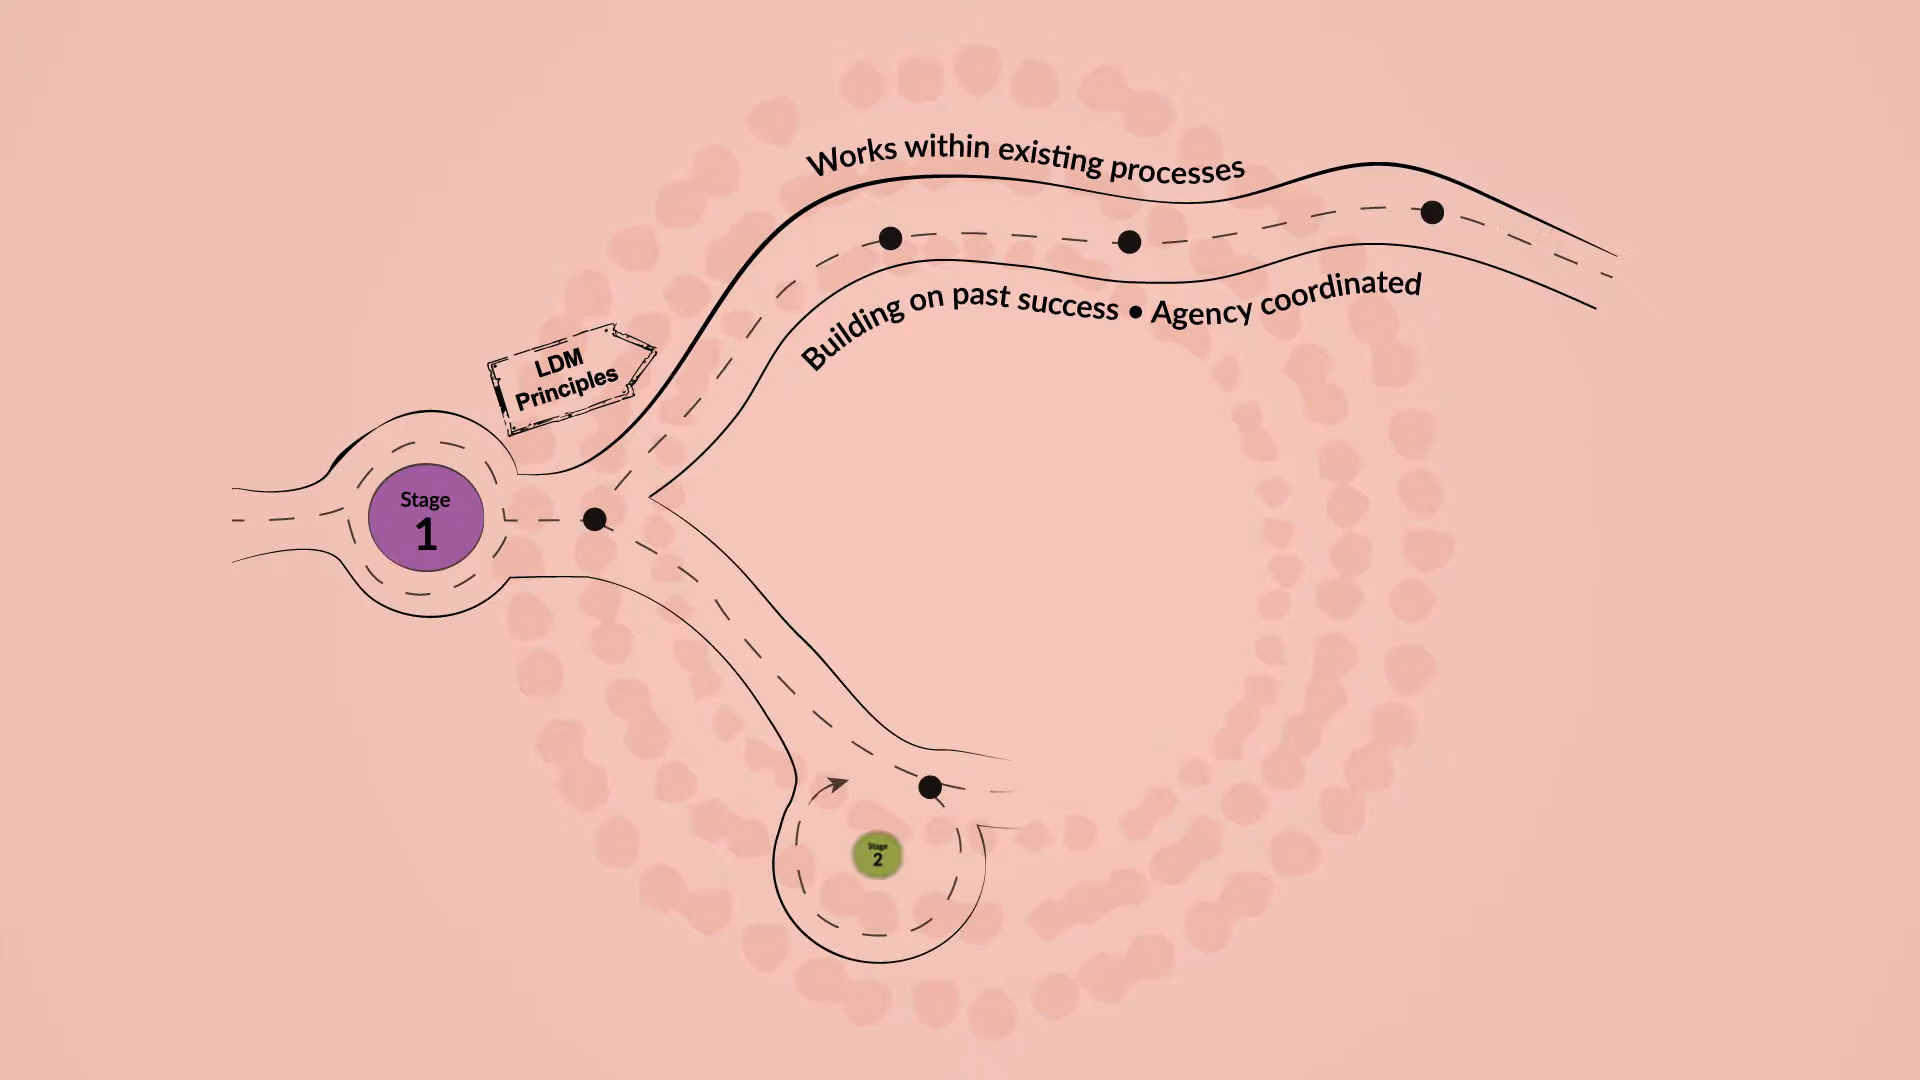 Works within existing processes
Building on past success • Agency coordinated
LDM
Principles
Stage
1
Stage
2